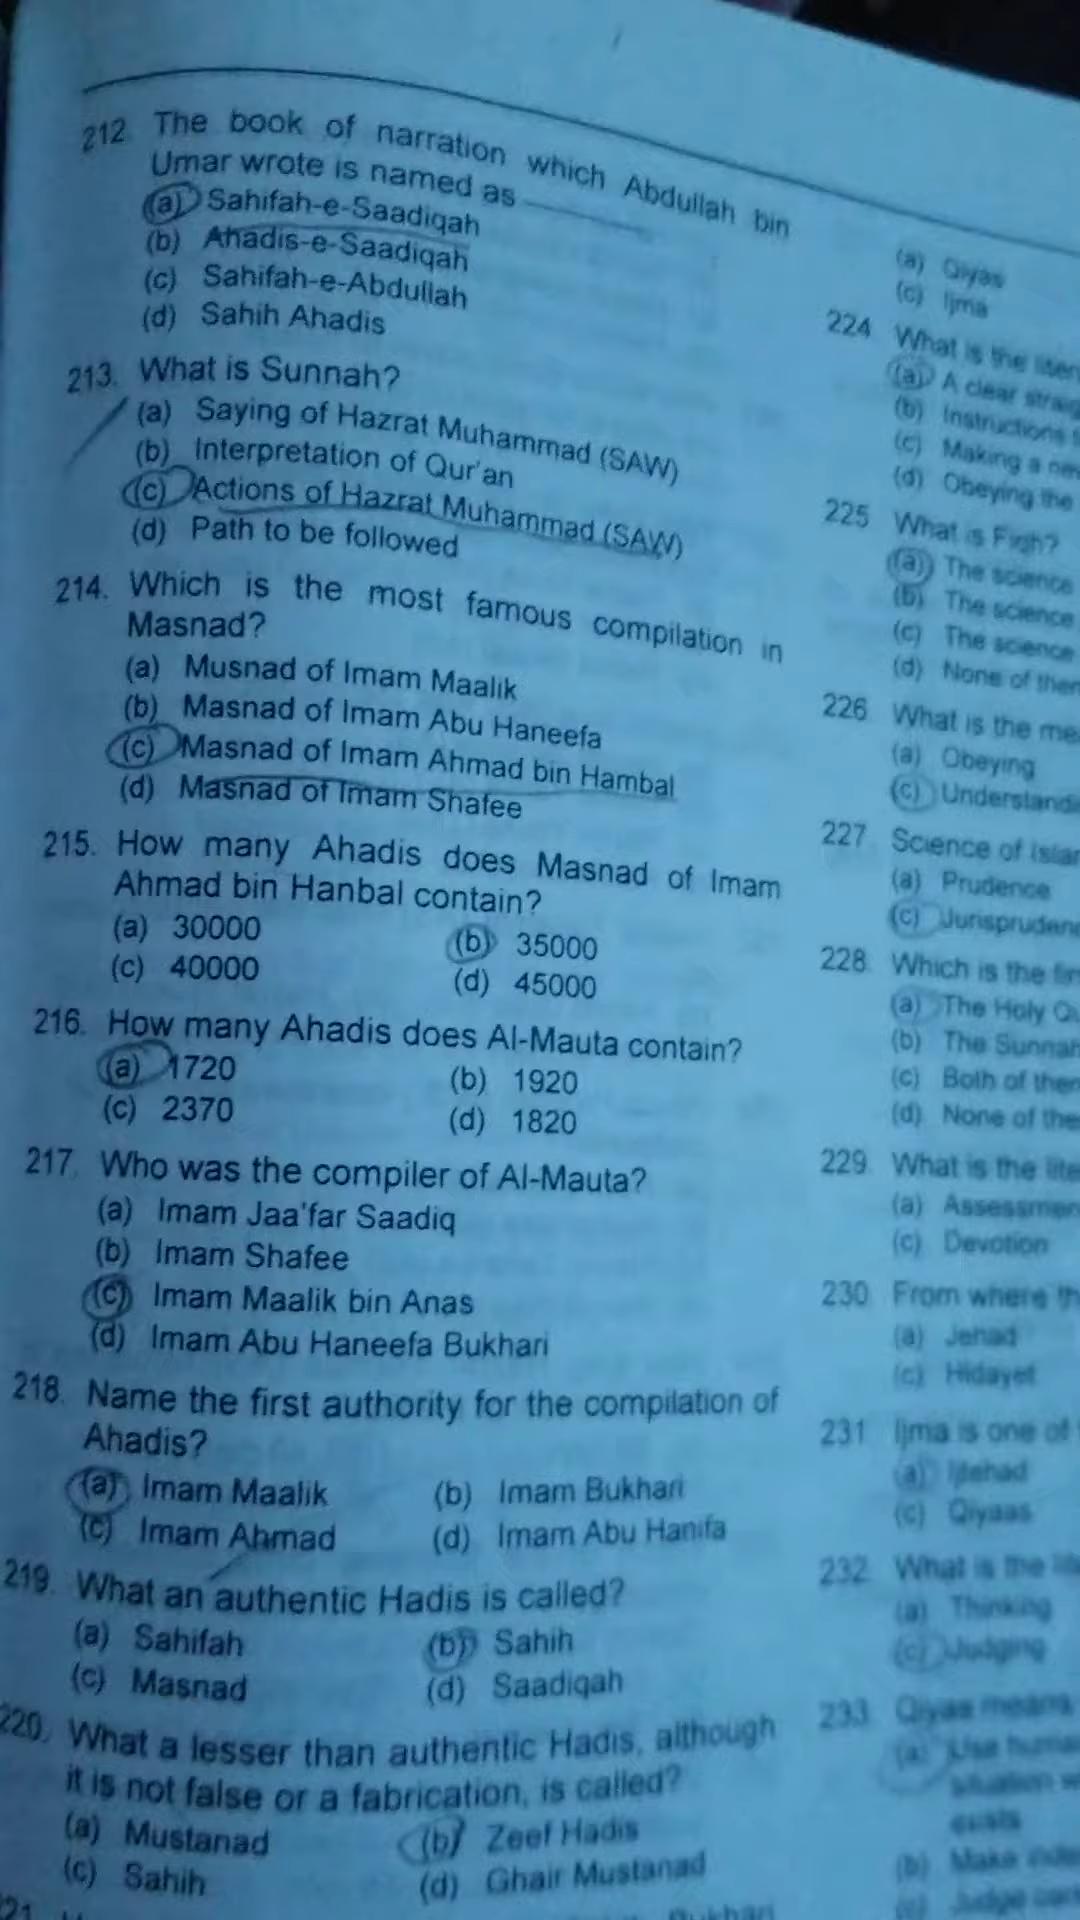 212 The book of narration which Abdullah bin
Umar wrote is named as ______
(a) Sahifah-e-Saadiqah
(b) Ahadis-e-Saadiqah
(c) Sahifah-e-Abdullah
(d) Sahih Ahadis
213. What is Sunnah?
(a) Saying of Hazrat Muhammad (SAW)
(b) Interpretation of Qur'an
(c) Actions of Hazrat Muhammad (SAW)
(d) Path to be followed
214. Which is the most famous compilation in
Masnad?
(a) Musnad of Imam Maalik
(b) Masnad of Imam Abu Haneefa
(c) Masnad of Imam Ahmad bin Hambal
(d) Masnad of Imam Shafee
215. How many Ahadis does Masnad of Imam
Ahmad bin Hanbal contain?
(a) 30000 (b) 35000
(c) 40000 (d) 45000
216. How many Ahadis does Al-Mauta contain?
(a) 1720 (b) 1920
(c) 2370 (d) 1820
217. Who was the compiler of Al-Mauta?
(a) Imam Jaa'far Saadiq
(b) Imam Shafee
(c) Imam Maalik bin Anas
(d) Imam Abu Haneefa Bukhari
218. Name the first authority for the compilation of
Ahadis?
(a) Imam Maalik (b) Imam Bukhari
(c) Imam Ahmad (d) Imam Abu Hanifa
219. What an authentic Hadis is called?
(a) Sahifah (b) Sahih
(c) Masnad (d) Saadiqah
220. What a lesser than authentic Hadis, although
it is not false or a fabrication, is called?
(a) Mustanad (b) Zeef Hadis
(c) Sahih (d) Ghair Mustanad
(a) Qiyas
(c) Ijma
224 What is the
(a) A clear
(b) Instructions
(c) Making a
(d) Obeying the
225 What is Fiqh?
(a) The science
(b) The science
(c) The science
(d) None of
226 What is the
(a) Obeying
(c)
227 Science of
(a) Prudence
(c)
228 Which is the
(a) The Holy
(b) The
(c) Both of
(d) None of
229 What is the
(a)
(c) Devotion
230 From where
(a) Jehad
(c) Hidayet
231 Ijma is one of
(a) Ijtehad
(c) Qiyaas
232 What is the
(a) Thinking
(c) Judging
233 Qiyas means
(a) Use
(b) Make